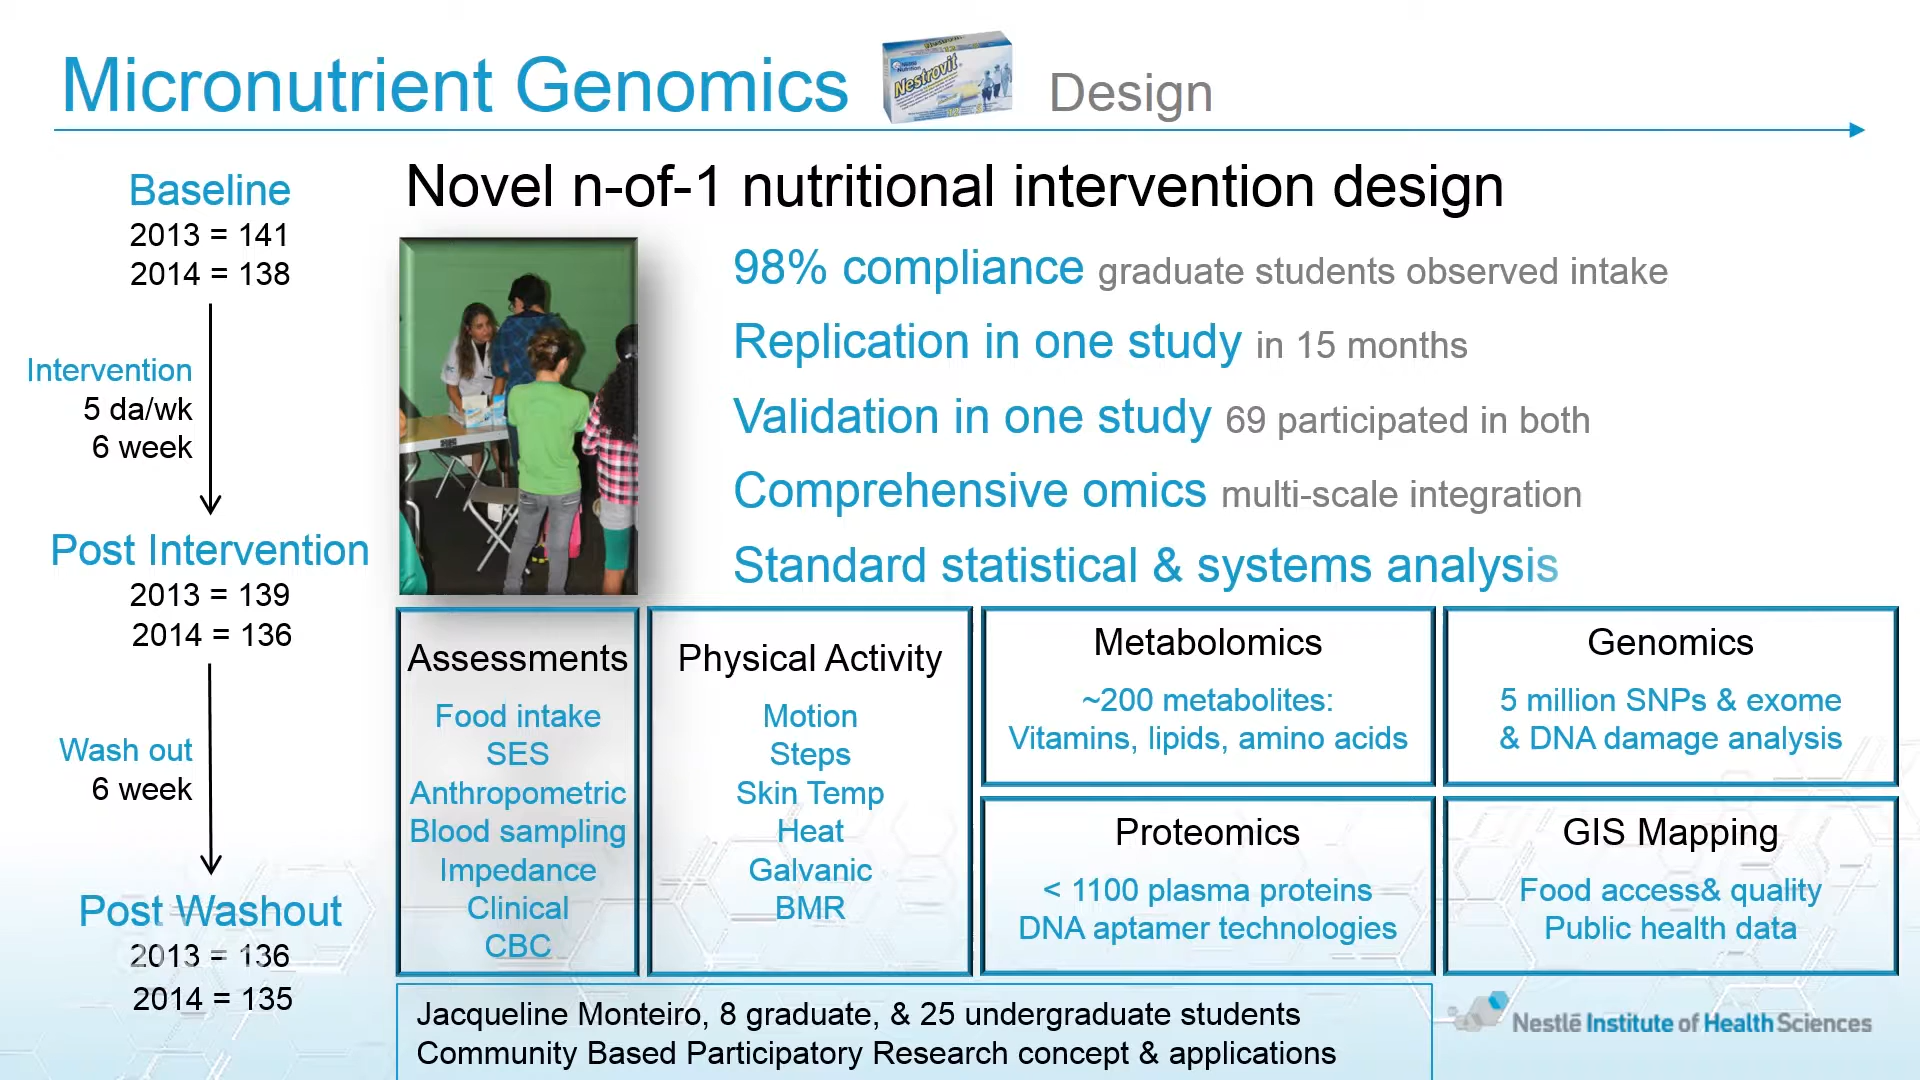 Micronutrient Genomics
Nestlé Nutrition
Nestrovit
Design
Baseline
2013 = 141
2014 = 138
Intervention
5 da/wk
6 week
Post Intervention
2013 = 139
2014 = 136
Wash out
6 week
Post Washout
2013 = 136
2014 = 135
Novel n-of-1 nutritional intervention design
98% compliance graduate students observed intake
Replication in one study in 15 months
Validation in one study 69 participated in both
Comprehensive omics multi-scale integration
Standard statistical & systems analysis
Assessments
Food intake
SES
Anthropometric
Blood sampling
Impedance
Clinical
CBC
Physical Activity
Motion
Steps
Skin Temp
Heat
Galvanic
BMR
Metabolomics
~200 metabolites:
Vitamins, lipids, amino acids
Genomics
5 million SNPs & exome
& DNA damage analysis
Proteomics
< 1100 plasma proteins
DNA aptamer technologies
GIS Mapping
Food access& quality
Public health data
Jacqueline Monteiro, 8 graduate, & 25 undergraduate students
Community Based Participatory Research concept & applications
Nestlé Institute of Health Sciences